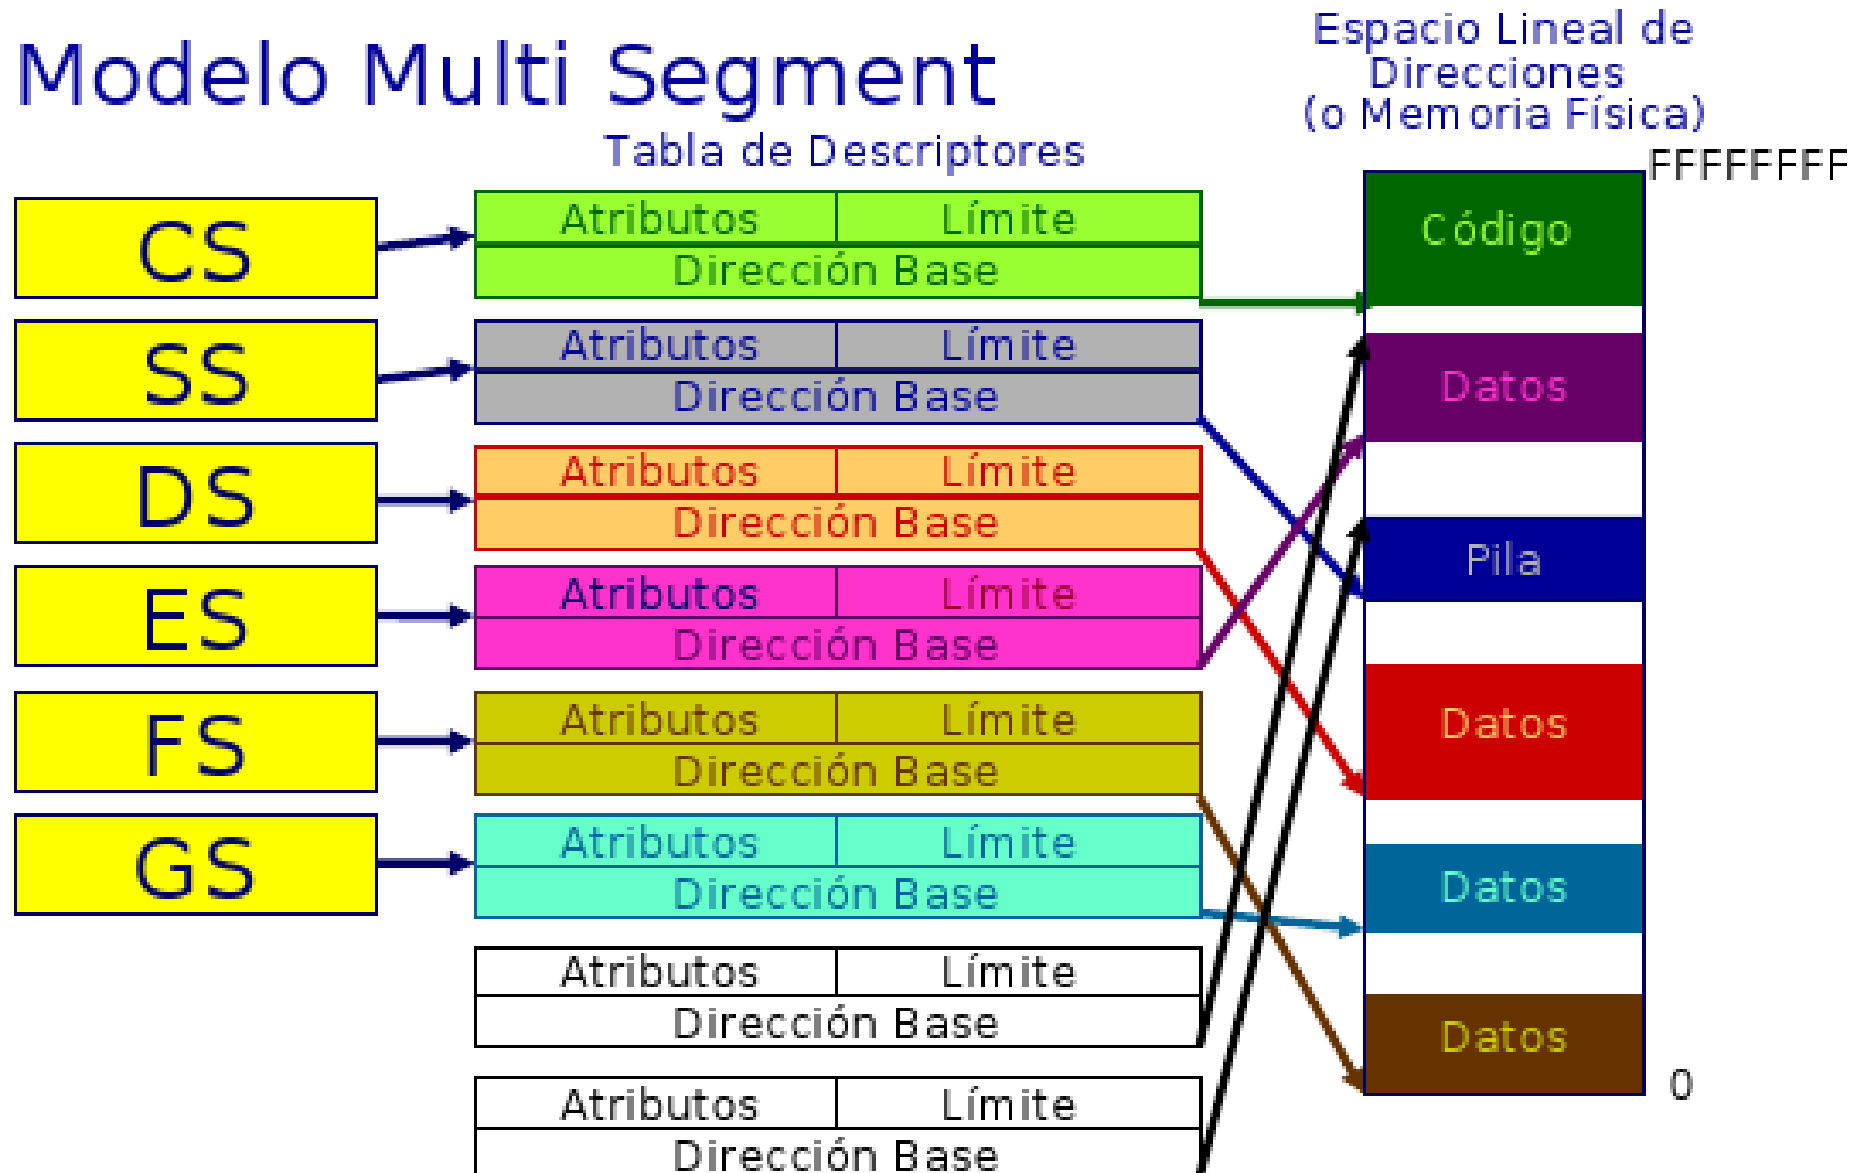 Modelo Multi Segment
Espacio Lineal de
Direcciones
(o Memoria Física)
Tabla de Descriptores
FFFFFFFF
CS
Atributos Límite
Dirección Base
SS
Atributos Límite
Dirección Base
DS
Atributos Límite
Dirección Base
ES
Atributos Límite
Dirección Base
FS
Atributos Límite
Dirección Base
GS
Atributos Límite
Dirección Base
Atributos Límite
Dirección Base
Atributos Límite
Dirección Base
Código
Datos
Pila
Datos
Datos
Datos
0